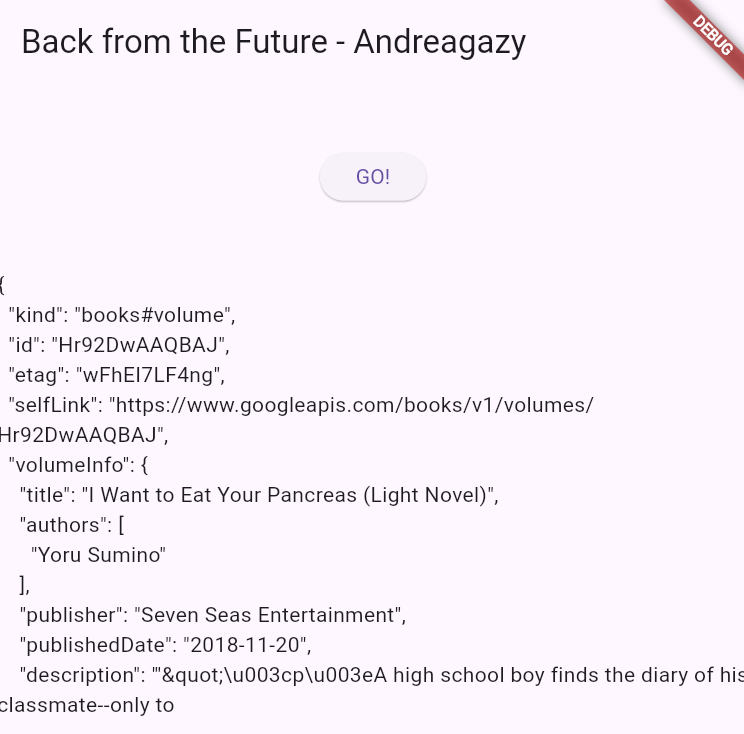 Back from the Future - Andreagazy
DEBUG
GO!
{
"kind": "books#volume",
"id": "Hr92DwAAQBAJ",
"etag": "wFhEI7LF4ng",
"selfLink": "https://www.googleapis.com/books/v1/volumes/
Hr92DwAAQBAJ",
"volumeInfo": {
"title": "I Want to Eat Your Pancreas (Light Novel)",
"authors": [
"Yoru Sumino"
],
"publisher": "Seven Seas Entertainment",
"publishedDate": "2018-11-20",
"description": "'&quot;\u003cp\u003eA high school boy finds the diary of his
classmate--only to